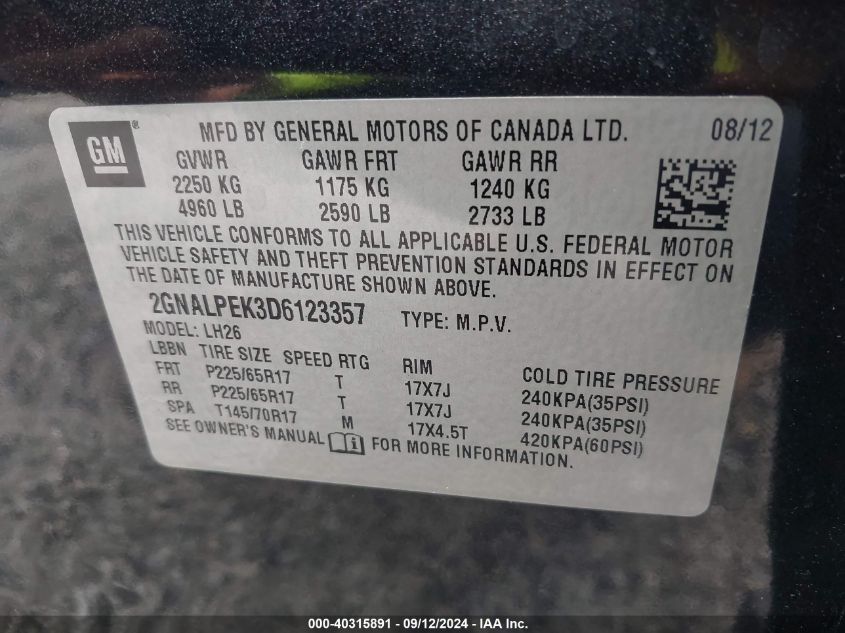 GM® MFD BY GENERAL MOTORS OF CANADA LTD. 08/12
GVWR GAWR FRT GAWR RR
2250 KG 1175 KG 1240 KG
4960 LB 2590 LB 2733 LB
THIS VEHICLE CONFORMS TO ALL APPLICABLE U.S. FEDERAL MOTOR
VEHICLE SAFETY AND THEFT PREVENTION STANDARDS IN EFFECT ON
THE DATE OF MANUFACTURE SHOWN ABOVE.
2GNALPEK3D6123357 TYPE: M.P.V.
MODEL: LH26
LBBN TIRE SIZE SPEED RTG RIM COLD TIRE PRESSURE
FRT P225/65R17 T 17X7J 240KPA(35PSI)
RR P225/65R17 T 17X7J 240KPA(35PSI)
SPA T145/70R17 M 17X4.5T 420KPA(60PSI)
SEE OWNER'S MANUAL FOR MORE INFORMATION.
000-40315891 - 09/12/2024 - IAA Inc.